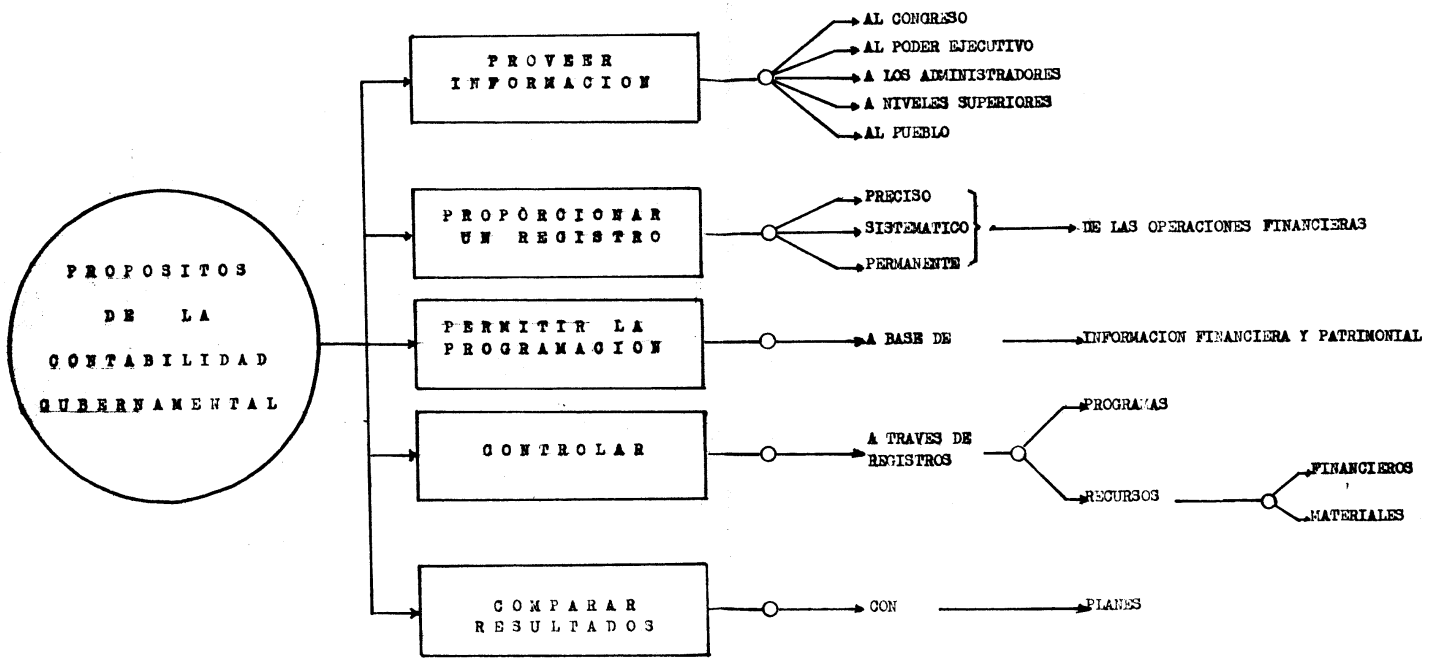 PROPOSITOS
DE LA
CONTABILIDAD
GUBERNAMENTAL
PROVEER
INFORMACION
AL CONGRESO
AL PODER EJECUTIVO
A LOS ADMINISTRADORES
A NIVELES SUPERIORES
AL PUEBLO
PROPORCIONAR
UN REGISTRO
PRECISO
SISTEMATICO
PERMANENTE
DE LAS OPERACIONES FINANCIERAS
PERMITIR LA
PROGRAMACION
A BASE DE
INFORMACION FINANCIERA Y PATRIMONIAL
CONTROLAR
A TRAVES DE
REGISTROS
PROGRAMAS
RECURSOS
FINANCIEROS
MATERIALES
COMPARAR
RESULTADOS
CON
PLANES